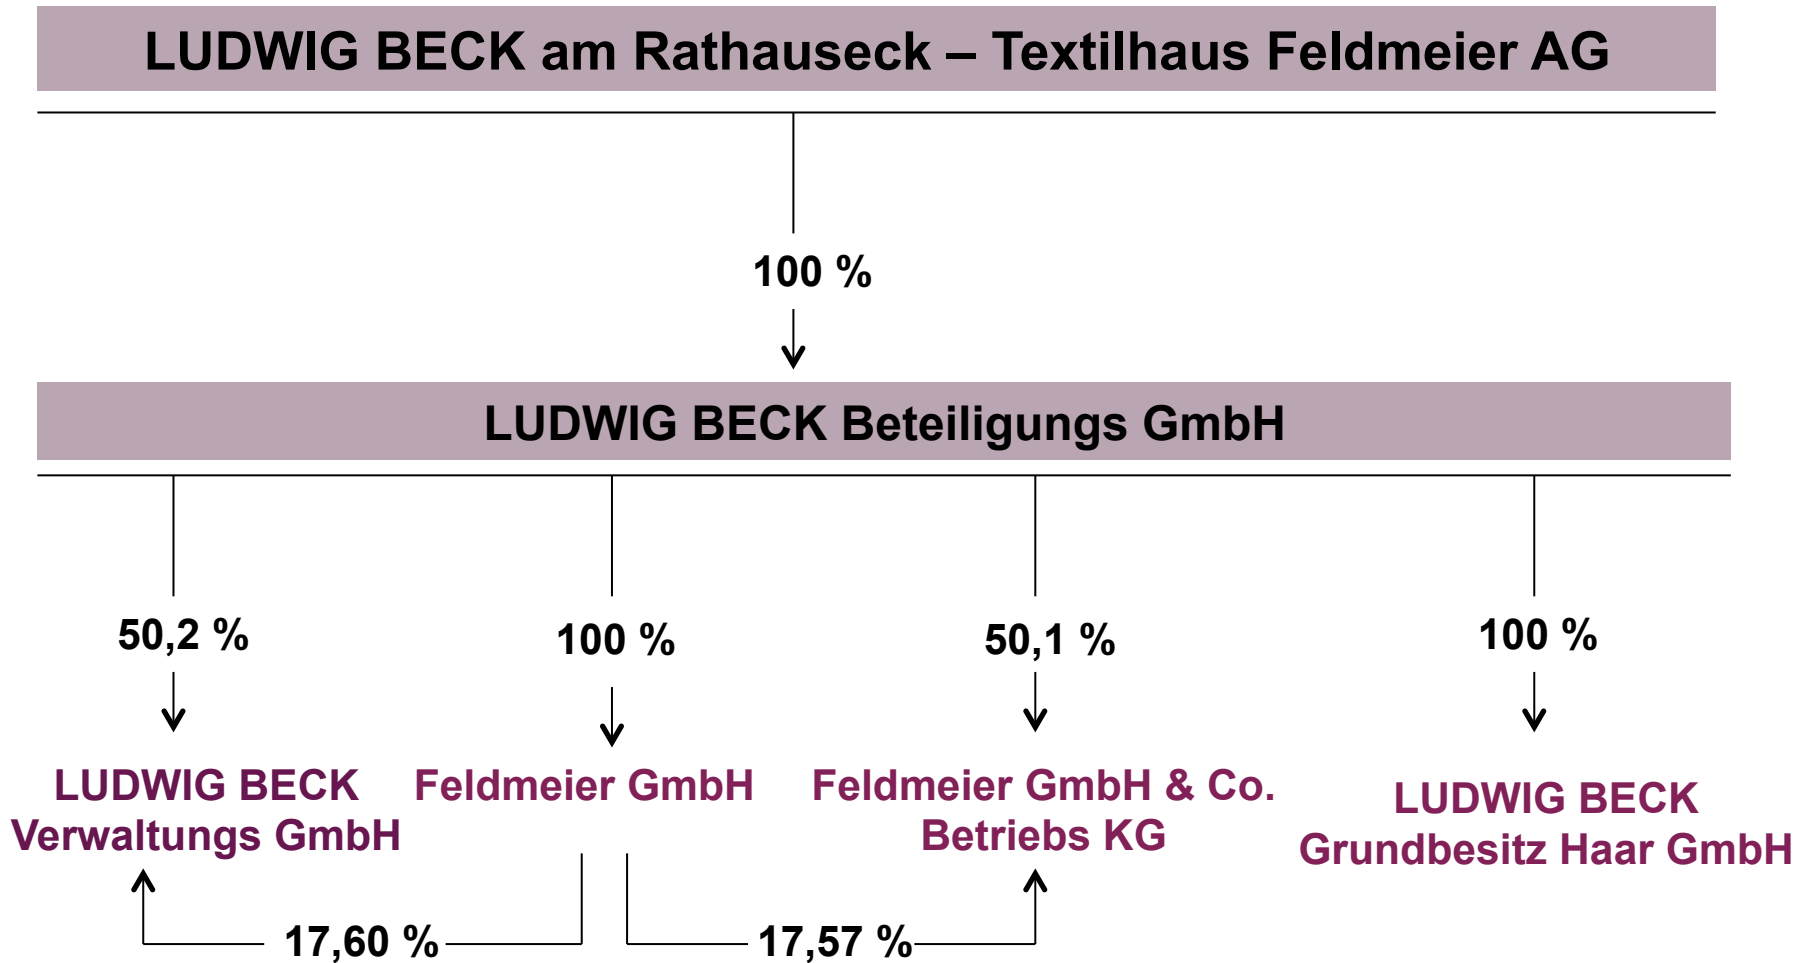 LUDWIG BECK am Rathauseck – Textilhaus Feldmeier AG
100 %
LUDWIG BECK Beteiligungs GmbH
50,2 %
100 %
50,1 %
100 %
LUDWIG BECK
Verwaltungs GmbH
Feldmeier GmbH
Feldmeier GmbH & Co.
Betriebs KG
LUDWIG BECK
Grundbesitz Haar GmbH
17,60 %
17,57 %